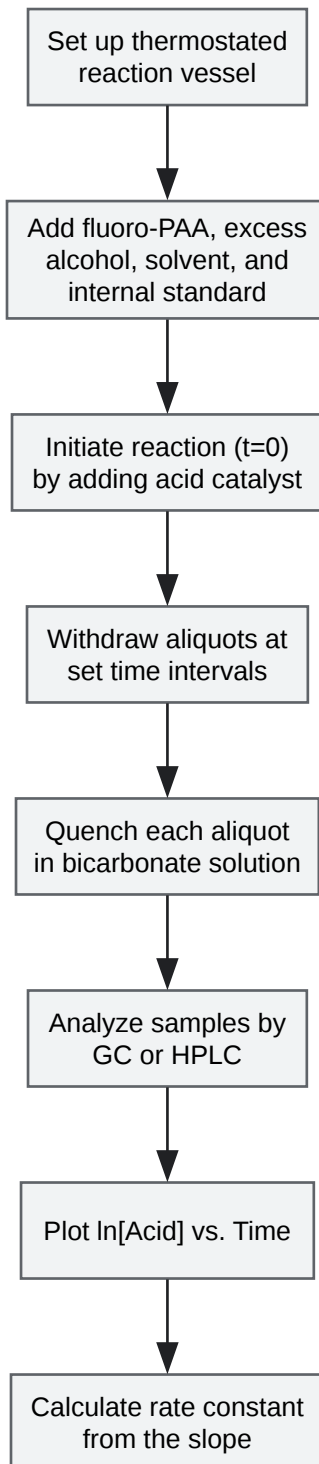 Set up thermostated
reaction vessel
Add fluoro-PAA, excess
alcohol, solvent, and
internal standard
Initiate reaction (t=0)
by adding acid catalyst
Withdraw aliquots at
set time intervals
Quench each aliquot
in bicarbonate solution
Analyze samples by
GC or HPLC
Plot ln[Acid] vs. Time
Calculate rate constant
from the slope